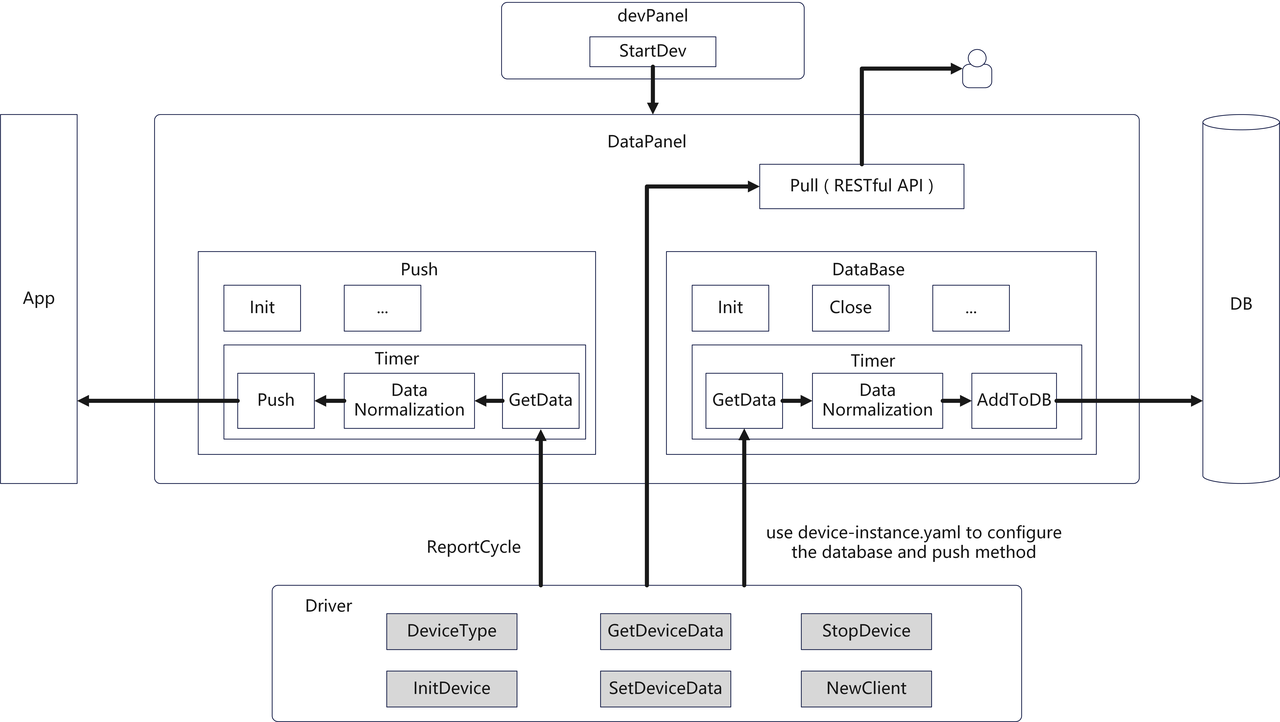 devPanel
StartDev
DataPanel
Pull ( RESTful API )
App
DB
Push
Init
...
Timer
Push
Data
Normalization
GetData
DataBase
Init
Close
...
Timer
GetData
Data
Normalization
AddToDB
ReportCycle
use device-instance.yaml to configure
the database and push method
Driver
DeviceType
GetDeviceData
StopDevice
InitDevice
SetDeviceData
NewClient